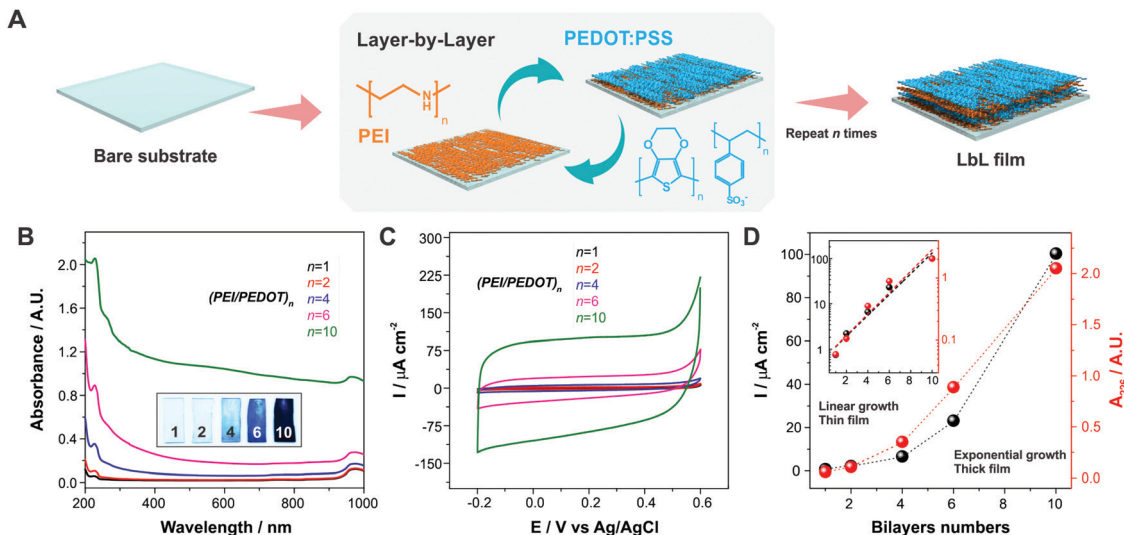 A
Layer-by-Layer
PEDOT:PSS
N
H
n
PEI
O
O
S
n
n
SO3-
Bare substrate
Repeat n times
LbL film
B
2.0
1.6
1.2
0.8
0.4
0.0
200
400
600
800
1000
Absorbance / A.U.
Wavelength / nm
(PEI/PEDOT)n
n=1
n=2
n=4
n=6
n=10
1
2
4
6
10
C
300
225
150
75
0
-75
-150
-0.2
0.0
0.2
0.4
0.6
I / μA cm-2
E / V vs Ag/AgCl
(PEI/PEDOT)n
n=1
n=2
n=4
n=6
n=10
D
100
80
60
40
20
0
2
4
6
8
10
I / μA cm-2
Bilayers numbers
2.0
1.5
1.0
0.5
0.0
A226 / A.U.
100
10
1
2
4
6
8
10
1
0.1
Linear growth
Thin film
Exponential growth
Thick film